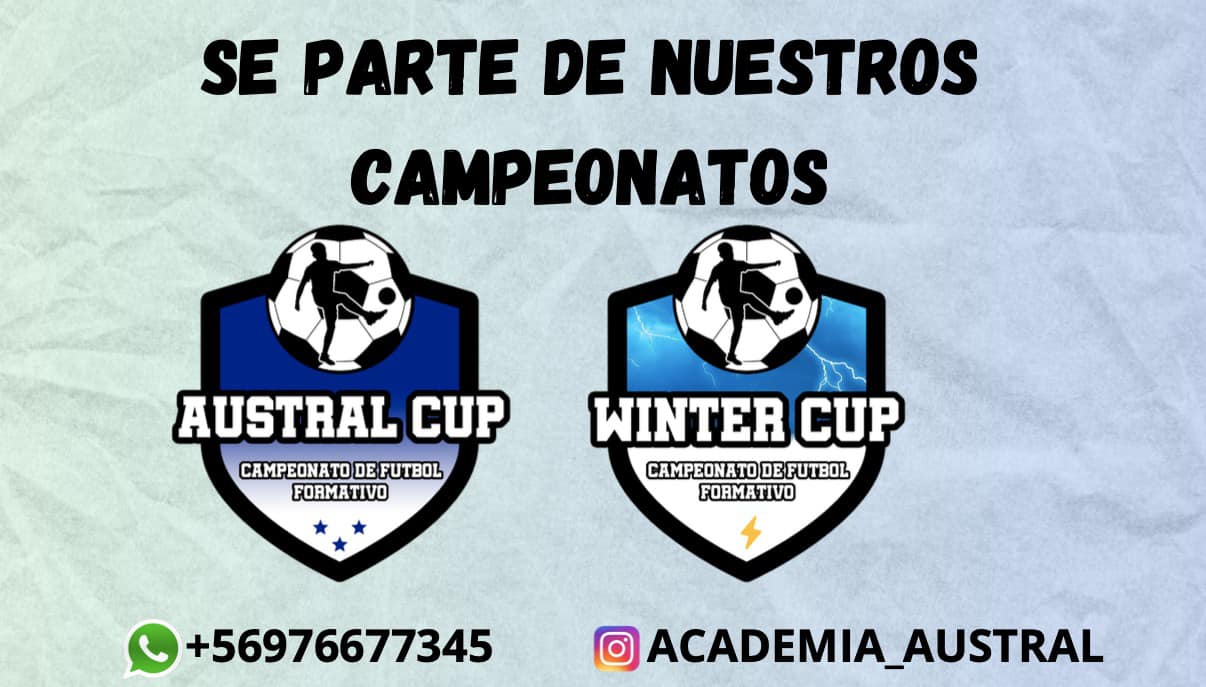 SE PARTE DE NUESTROS
CAMPEONATOS
AUSTRAL CUP
CAMPEONATO DE FUTBOL
FORMATIVO
WINTER CUP
CAMPEONATO DE FUTBOL
FORMATIVO
+56976677345
ACADEMIA_AUSTRAL